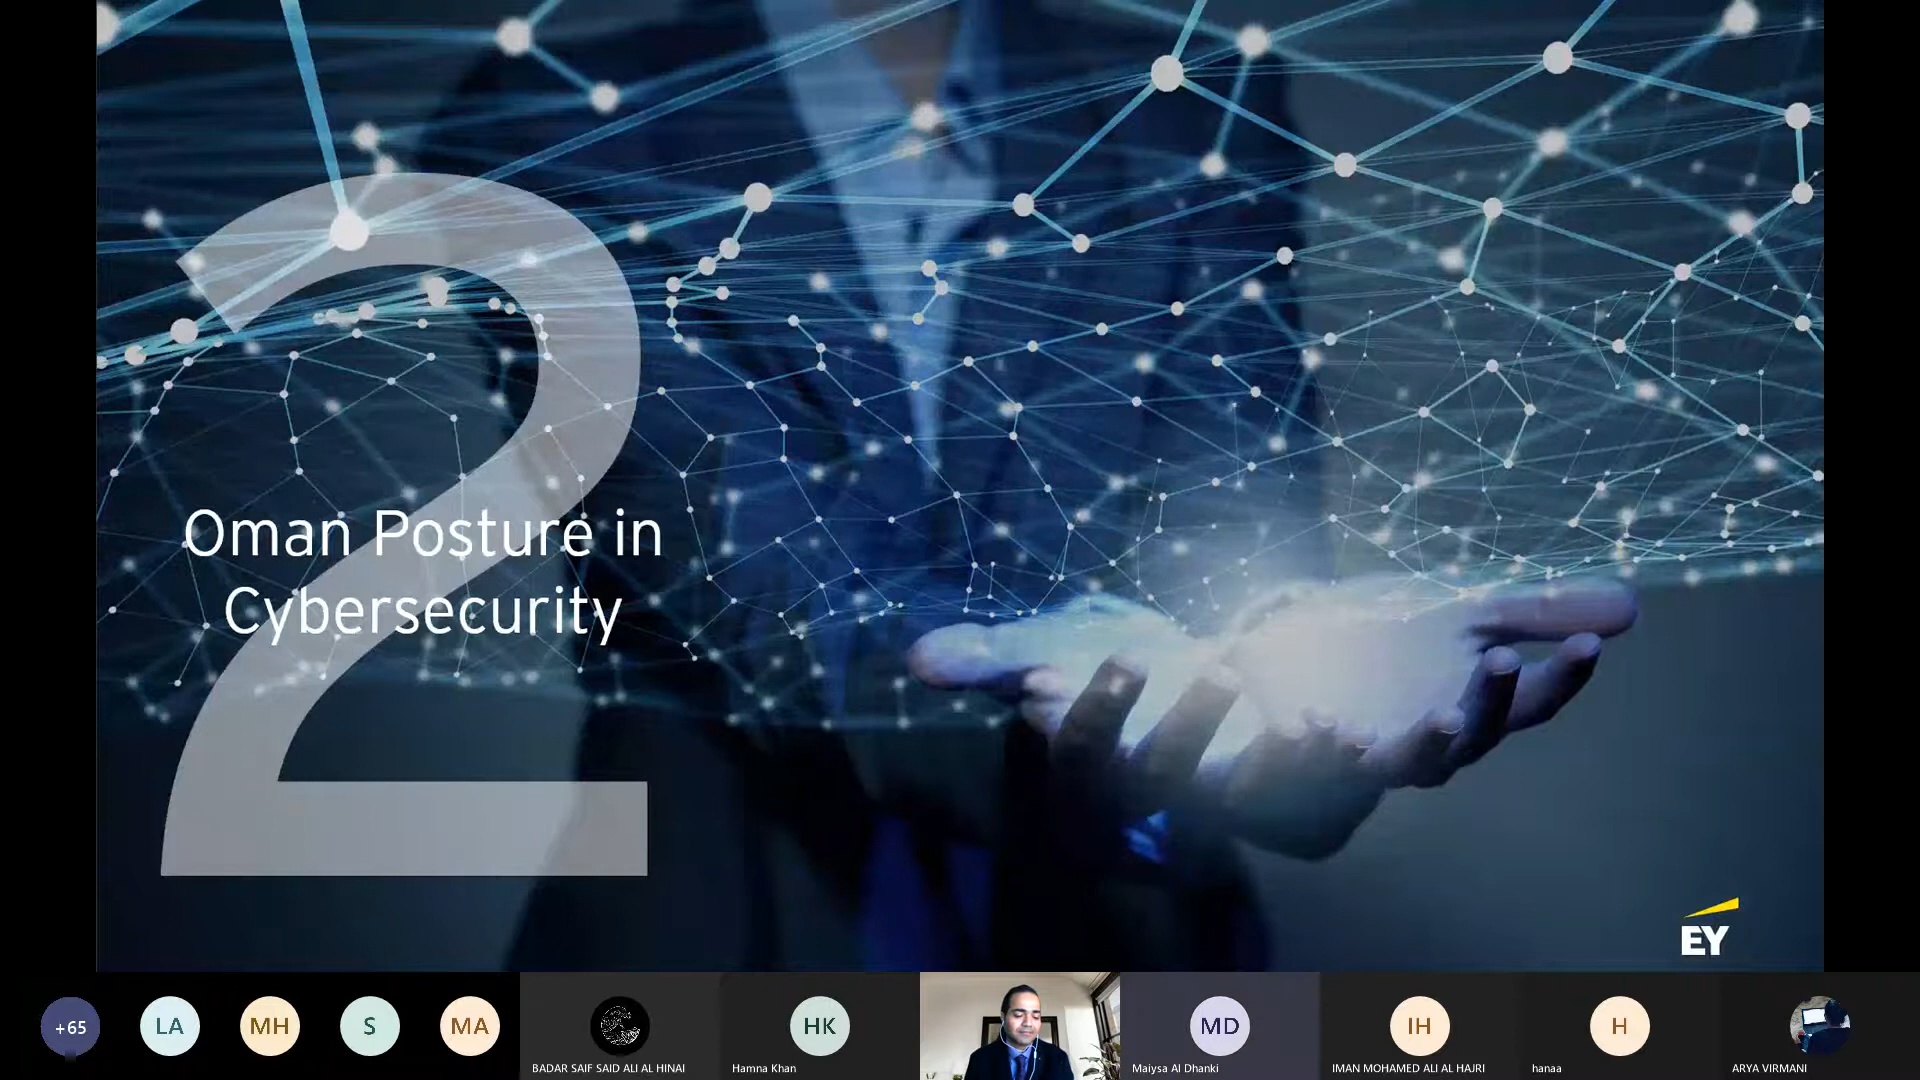 2
Oman Posture in
Cybersecurity
EY
+65
LA
MH
S
MA
HK
MD
IH
H
BADAR SAIF SAID ALI AL HINAI
Hamna Khan
Maiysa Al Dhanki
IMAN MOHAMED ALI AL HAJRI
hanaa
ARYA VIRMANI